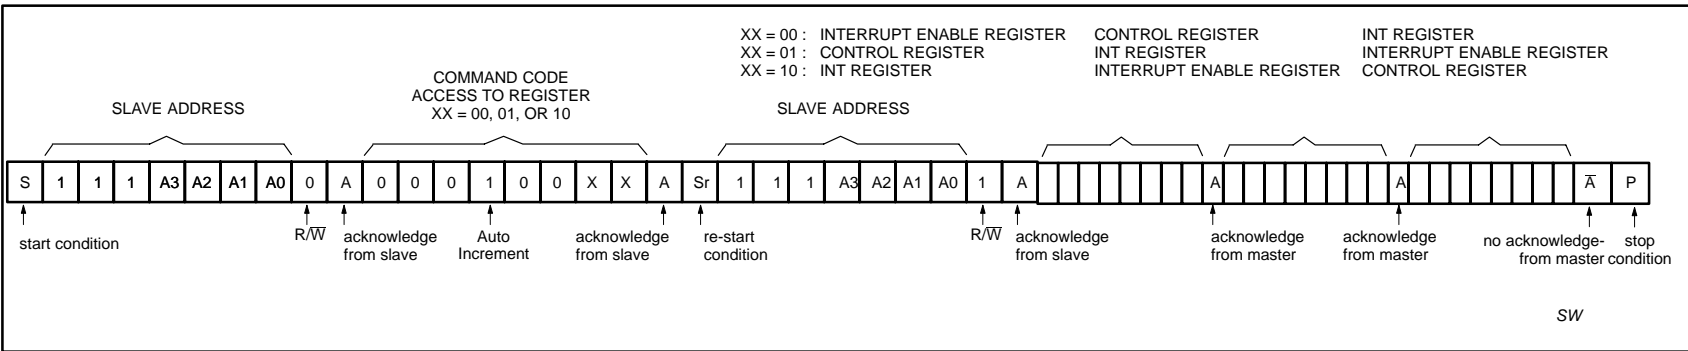 XX = 00 : INTERRUPT ENABLE REGISTER CONTROL REGISTER INT REGISTER
XX = 01 : CONTROL REGISTER INT REGISTER INTERRUPT ENABLE REGISTER
XX = 10 : INT REGISTER INTERRUPT ENABLE REGISTER CONTROL REGISTER
COMMAND CODE
ACCESS TO REGISTER
XX = 00, 01, OR 10
SLAVE ADDRESS
SLAVE ADDRESS
S 1 1 1 A3 A2 A1 A0 0 A 0 0 0 1 0 0 X X A Sr 1 1 1 A3 A2 A1 A0 1 A A A A̅ P
start condition
R/W̅
acknowledge
from slave
Auto
Increment
acknowledge
from slave
re-start
condition
R/W̅
acknowledge
from slave
acknowledge
from master
acknowledge
from master
no acknowledge-
from master
stop
condition
SW